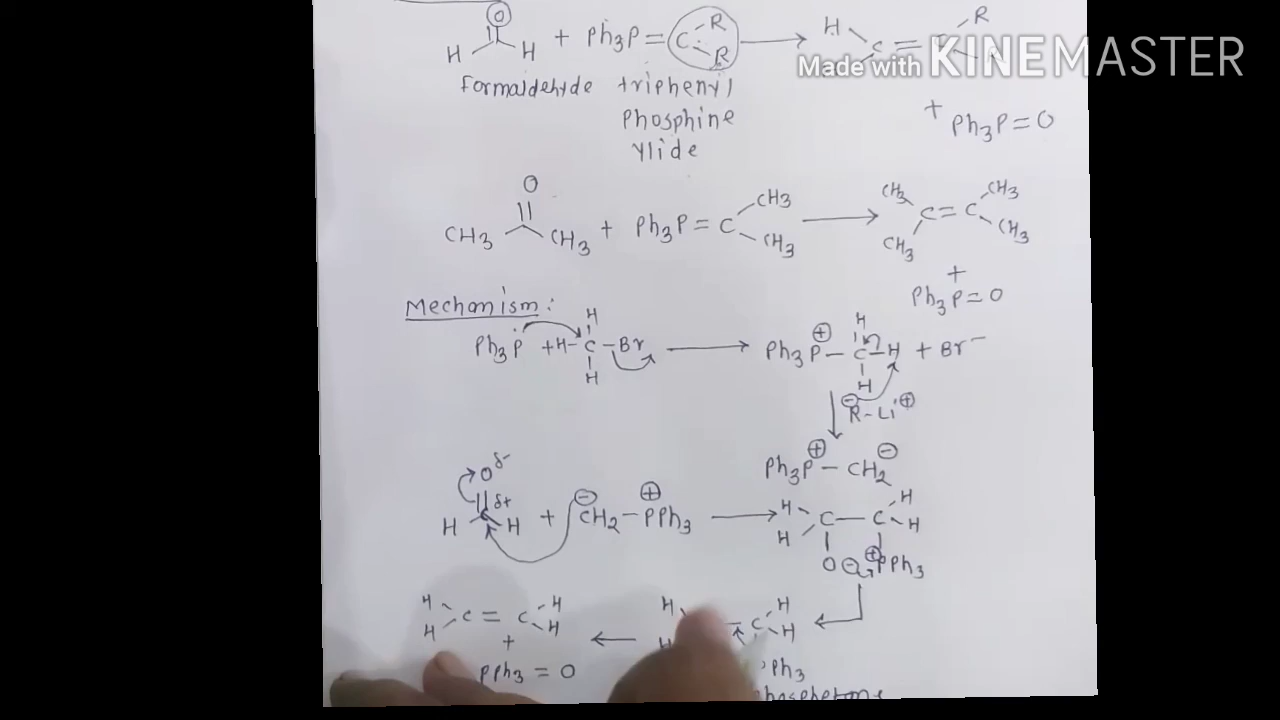 O R H R
H H + Ph3P = C R → C =
Made with KINEMASTER
Formaldehyde triphenyl
phosphine
ylide
+ Ph3P = O
O CH3 CH3 CH3
CH3 CH3 + Ph3P = C → C = C
CH3 CH3 CH3
+
Ph3P = O
Mechanism:
H H
Ph3P + H - C - Br → Ph3P⊕ - C - H + Br⁻
H H
⊖R - Li⊕
Ph3P⊕ - CH2⊖
O δ-
δ+ H H
H H + ⊖CH2 - ⊕PPh3 → C - C
H H
O⊖ ⊕PPh3
H H H H
C = C ← C
H H H H
+
PPh3 = O Ph3